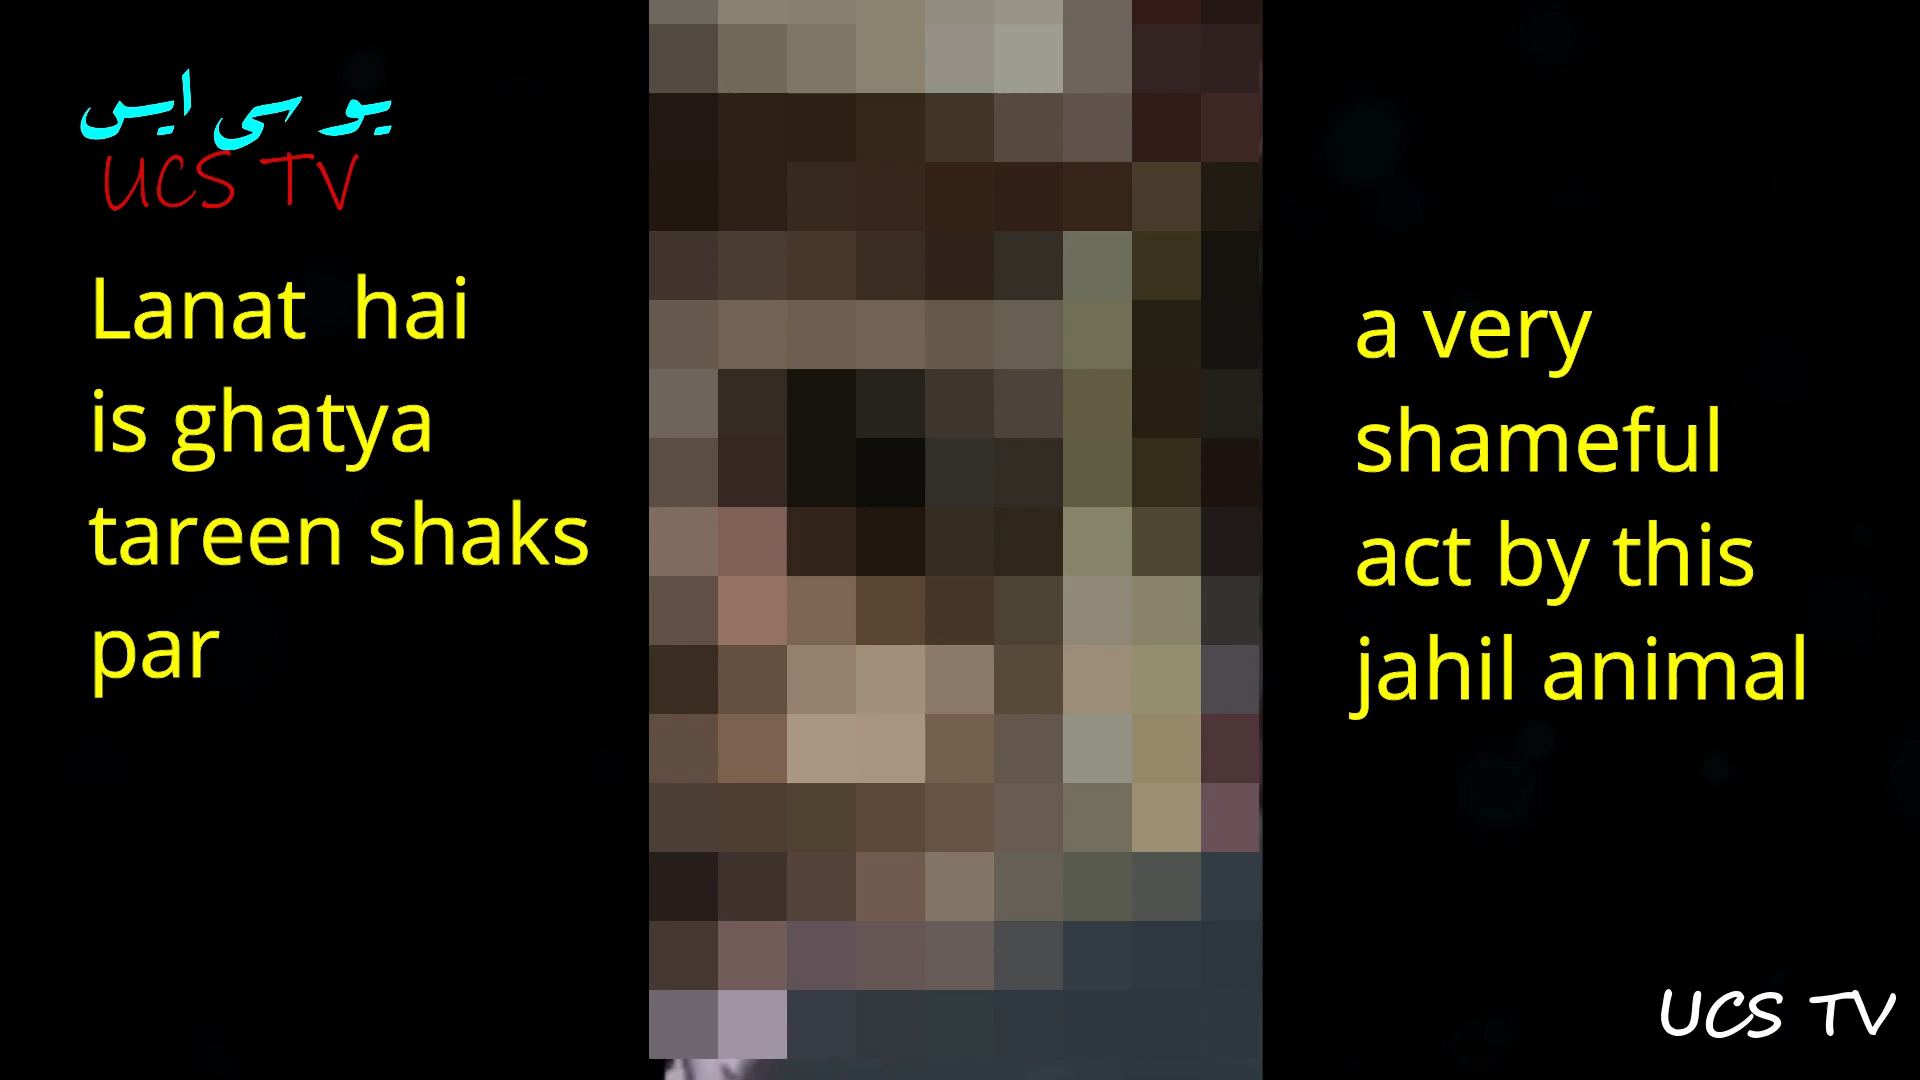 یو سی ایس
UCS TV
Lanat hai
is ghatya
tareen shaks
par
a very
shameful
act by this
jahil animal
UCS TV